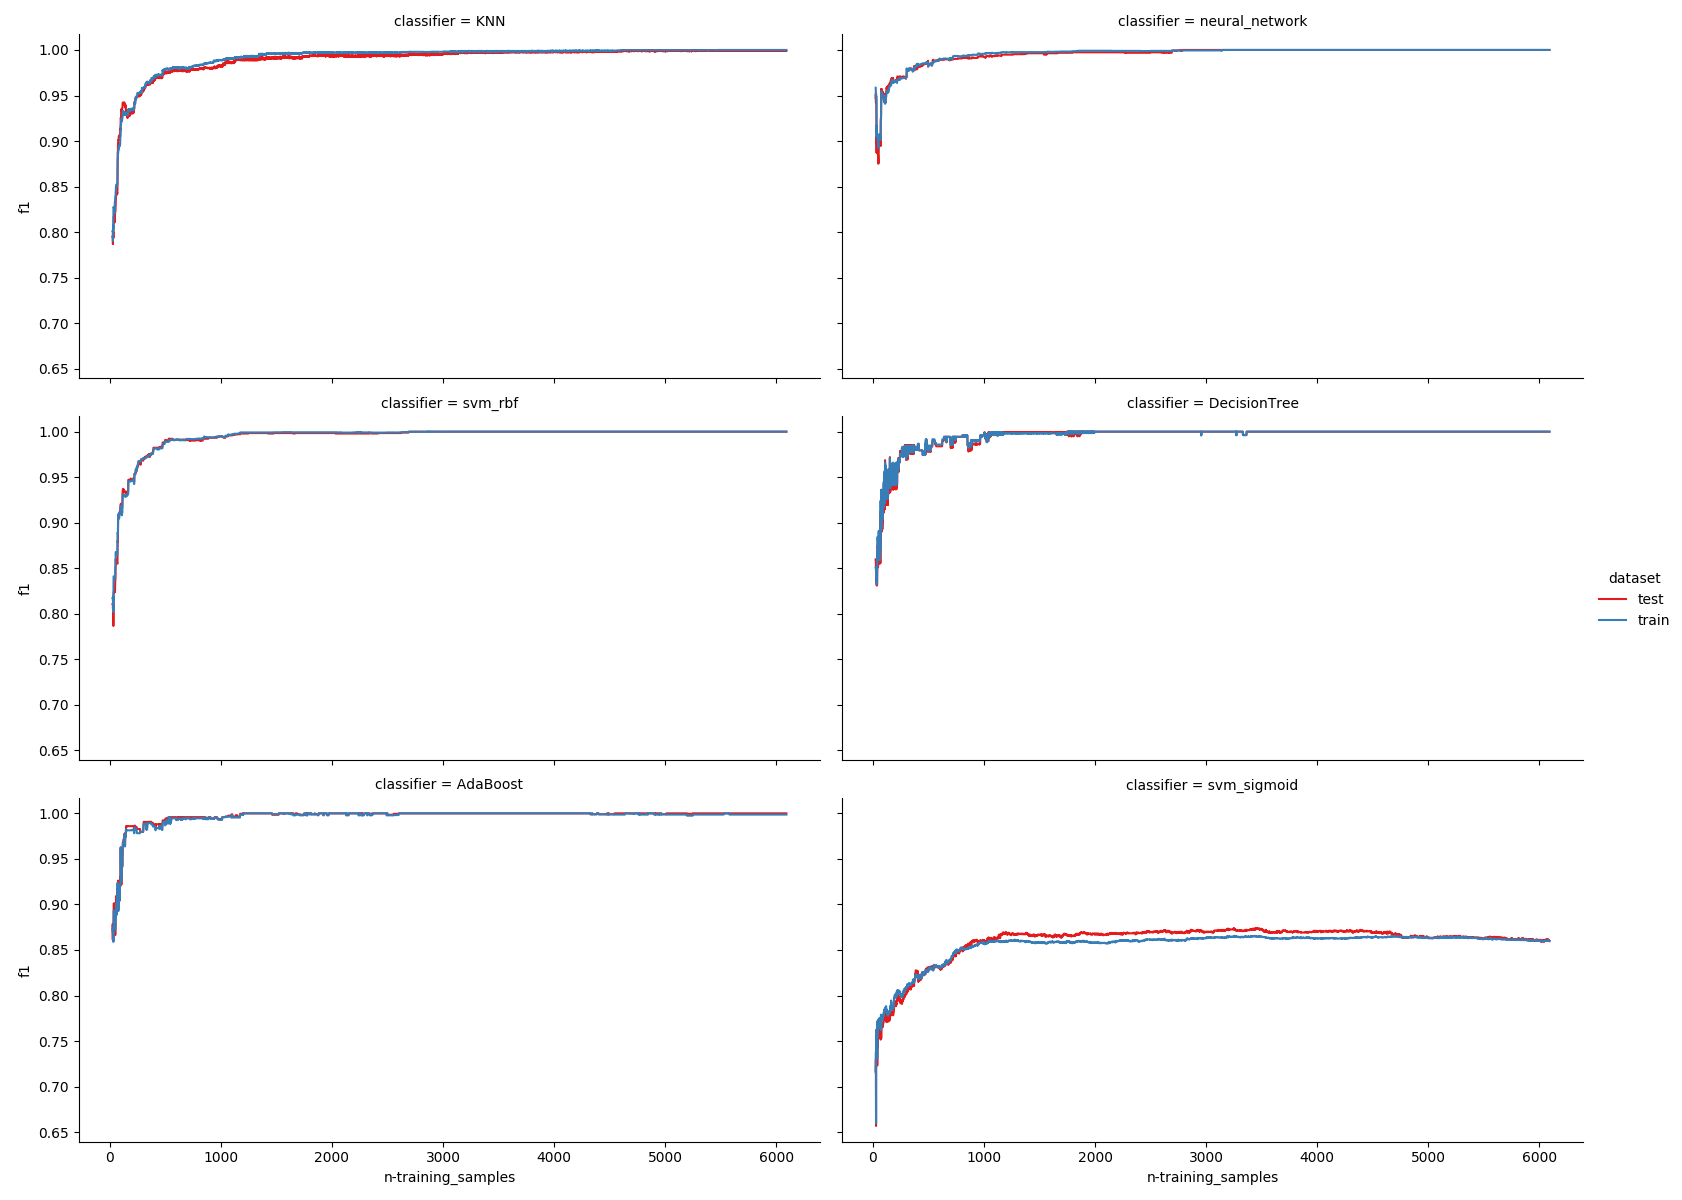 classifier = KNN
1.00
0.95
0.90
0.85
0.80
0.75
0.70
0.65
f1
classifier = neural_network
classifier = svm_rbf
1.00
0.95
0.90
0.85
0.80
0.75
0.70
0.65
f1
classifier = DecisionTree
dataset
test
train
classifier = AdaBoost
1.00
0.95
0.90
0.85
0.80
0.75
0.70
0.65
f1
0 1000 2000 3000 4000 5000 6000
n-training_samples
classifier = svm_sigmoid
0 1000 2000 3000 4000 5000 6000
n-training_samples